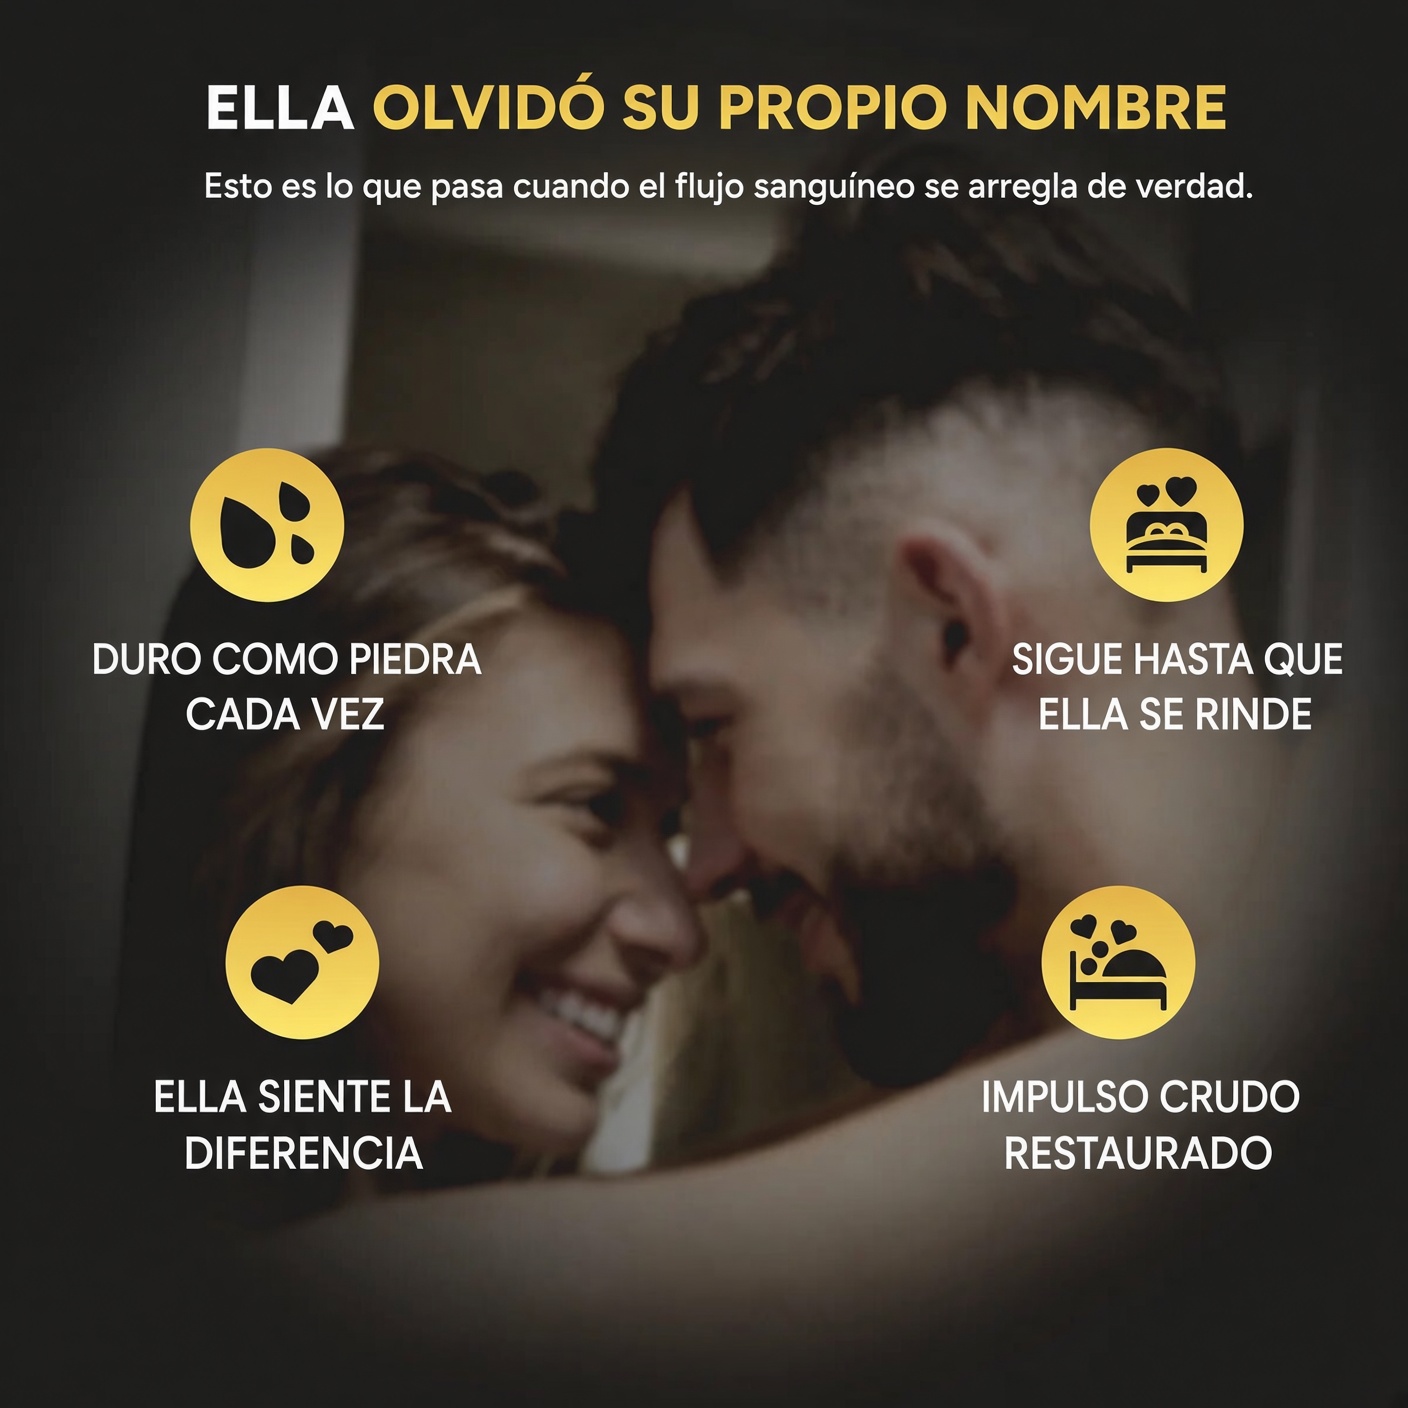 ELLA OLVIDÓ SU PROPIO NOMBRE
Esto es lo que pasa cuando el flujo sanguíneo se arregla de verdad.
DURO COMO PIEDRA
CADA VEZ
SIGUE HASTA QUE
ELLA SE RINDE
ELLA SIENTE LA
DIFERENCIA
IMPULSO CRUDO
RESTAURADO